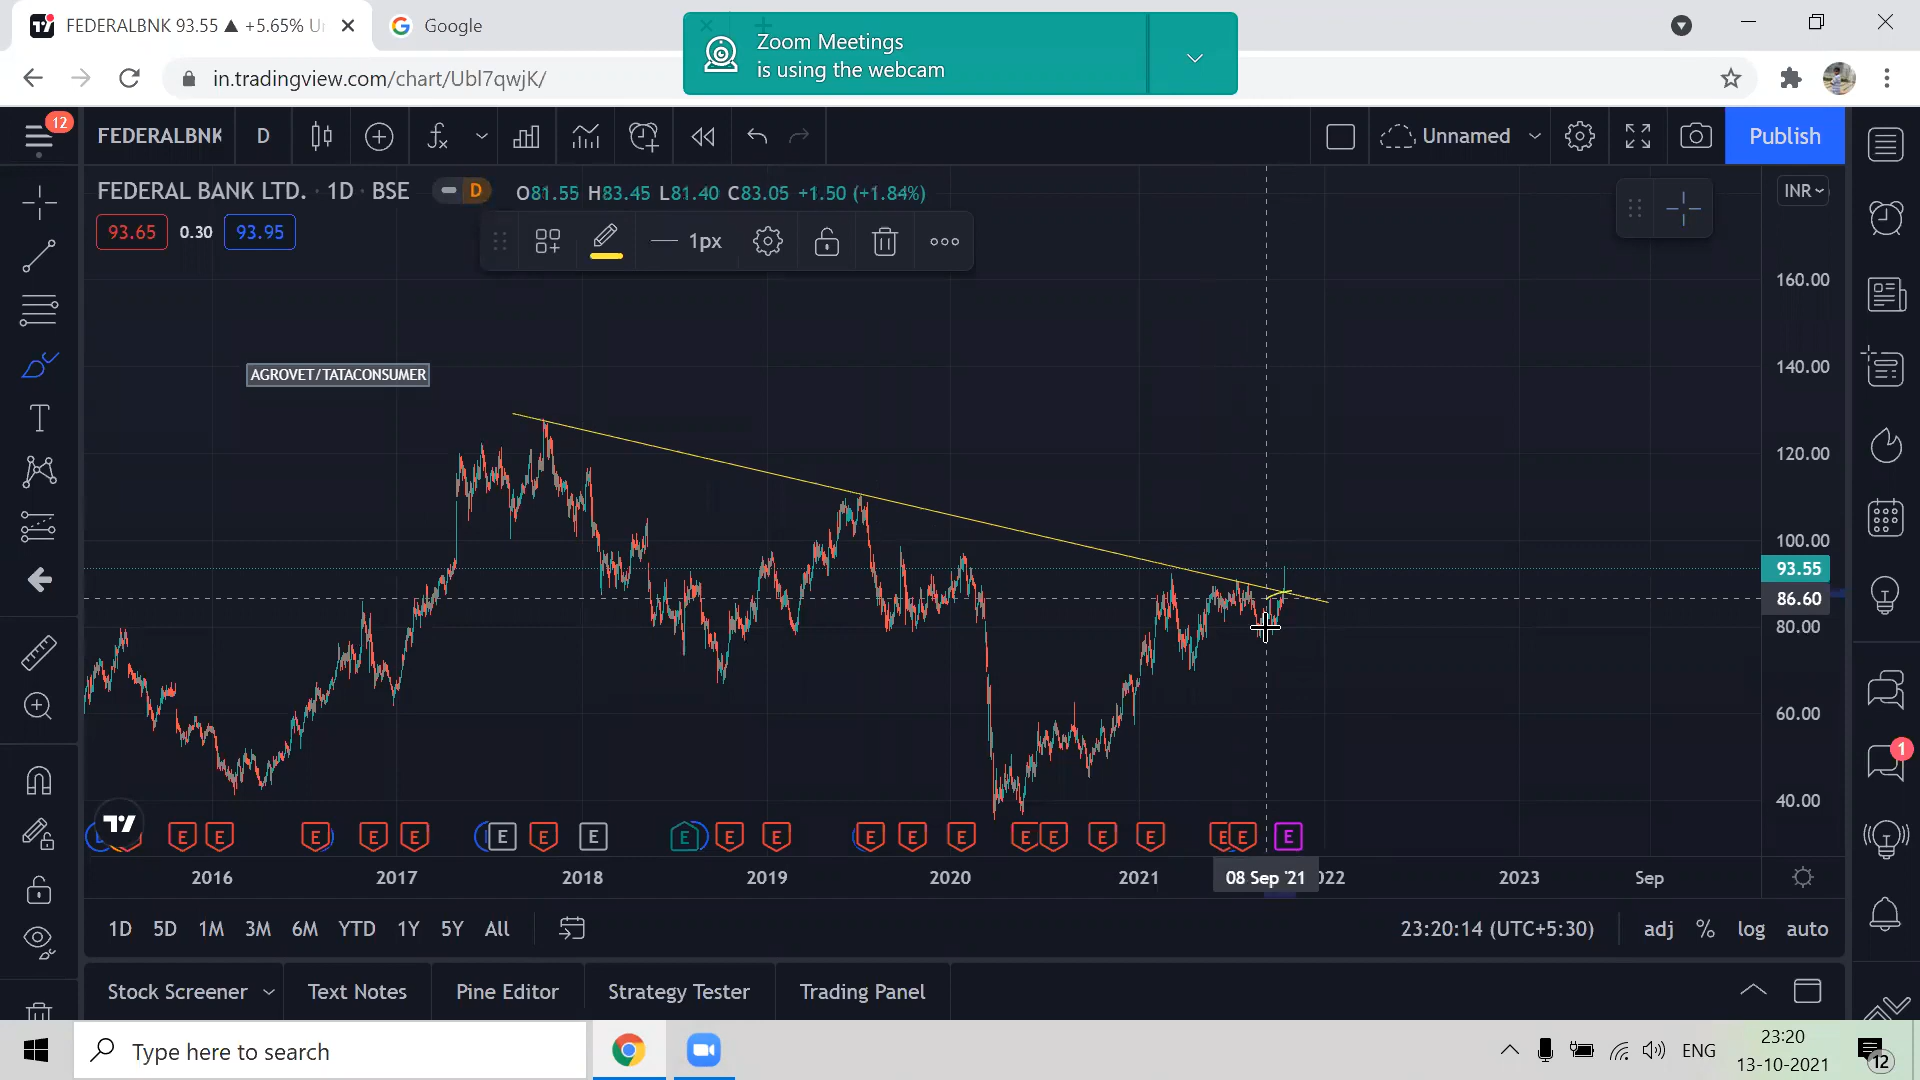 FEDERALBNK 93.55 ▲ +5.65%
Google
Zoom Meetings
is using the webcam
in.tradingview.com/chart/Ubl7qwjK/
12
FEDERALBNK
D
Unnamed
Publish
FEDERAL BANK LTD. · 1D · BSE
D
O81.55 H83.45 L81.40 C83.05 +1.50 (+1.84%)
INR
93.65
0.30
93.95
1px
160.00
AGROVET/TATACONSUMER
140.00
120.00
100.00
93.55
86.60
80.00
60.00
40.00
E E E E E E E E E E E E E E E E E E E E E
2016 2017 2018 2019 2020 2021 08 Sep '21 022 2023 Sep
1
1D 5D 1M 3M 6M YTD 1Y 5Y All
23:20:14 (UTC+5:30)
adj % log auto
Stock Screener
Text Notes
Pine Editor
Strategy Tester
Trading Panel
Type here to search
ENG
23:20
13-10-2021
12